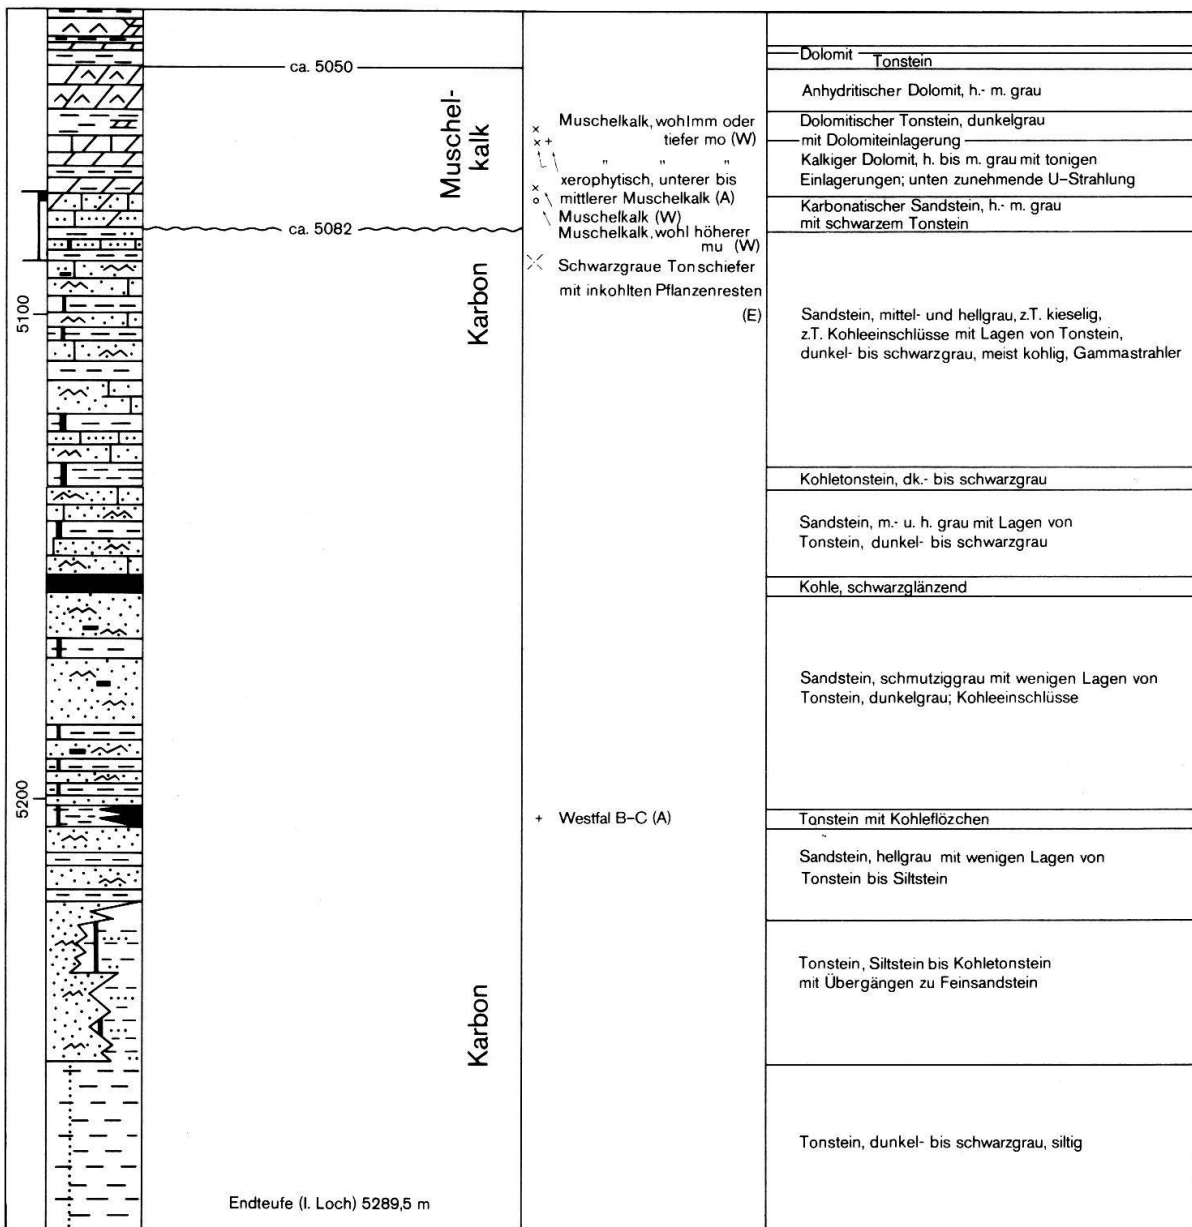 5100
5200
ca. 5050
ca. 5082
Muschel-
kalk
Karbon
Karbon
Endteufe (I. Loch) 5289,5 m
Muschelkalk, wohl mm oder
tiefer mo (W)
" " "
xerophytisch, unterer bis
mittlerer Muschelkalk (A)
Muschelkalk (W)
Muschelkalk, wohl höherer
mu (W)
Schwarzgraue Tonschiefer
mit inkohlten Pflanzenresten
(E)
+ Westfal B–C (A)
Dolomit
Tonstein
Anhydritischer Dolomit, h.- m. grau
Dolomitischer Tonstein, dunkelgrau
mit Dolomiteinlagerung
Kalkiger Dolomit, h. bis m. grau mit tonigen
Einlagerungen; unten zunehmende U–Strahlung
Karbonatischer Sandstein, h.- m. grau
mit schwarzem Tonstein
Sandstein, mittel- und hellgrau, z.T. kieselig,
z.T. Kohleeinschlüsse mit Lagen von Tonstein,
dunkel- bis schwarzgrau, meist kohlig, Gammastrahler
Kohletonstein, dk.- bis schwarzgrau
Sandstein, m.- u. h. grau mit Lagen von
Tonstein, dunkel- bis schwarzgrau
Kohle, schwarzglänzend
Sandstein, schmutziggrau mit wenigen Lagen von
Tonstein, dunkelgrau; Kohleeinschlüsse
Tonstein mit Kohleflözchen
Sandstein, hellgrau mit wenigen Lagen von
Tonstein bis Siltstein
Tonstein, Siltstein bis Kohletonstein
mit Übergängen zu Feinsandstein
Tonstein, dunkel- bis schwarzgrau, siltig